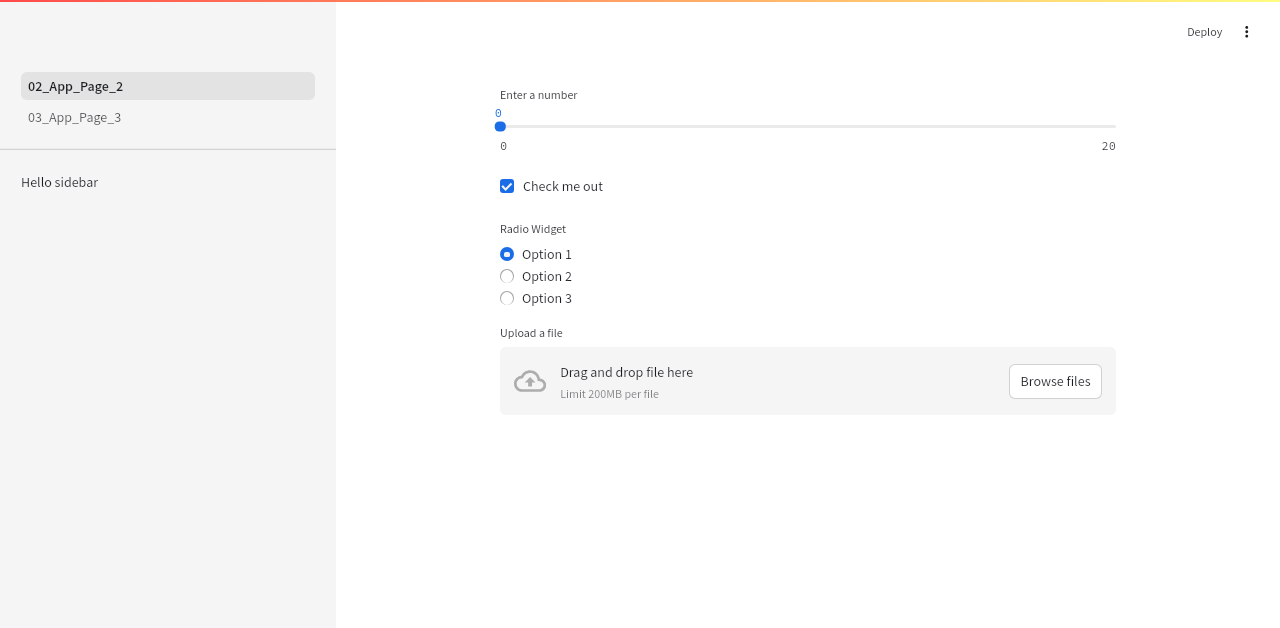 Deploy
02_App_Page_2
03_App_Page_3
Hello sidebar
Enter a number
0
0 20
Check me out
Radio Widget
Option 1
Option 2
Option 3
Upload a file
Drag and drop file here
Limit 200MB per file
Browse files